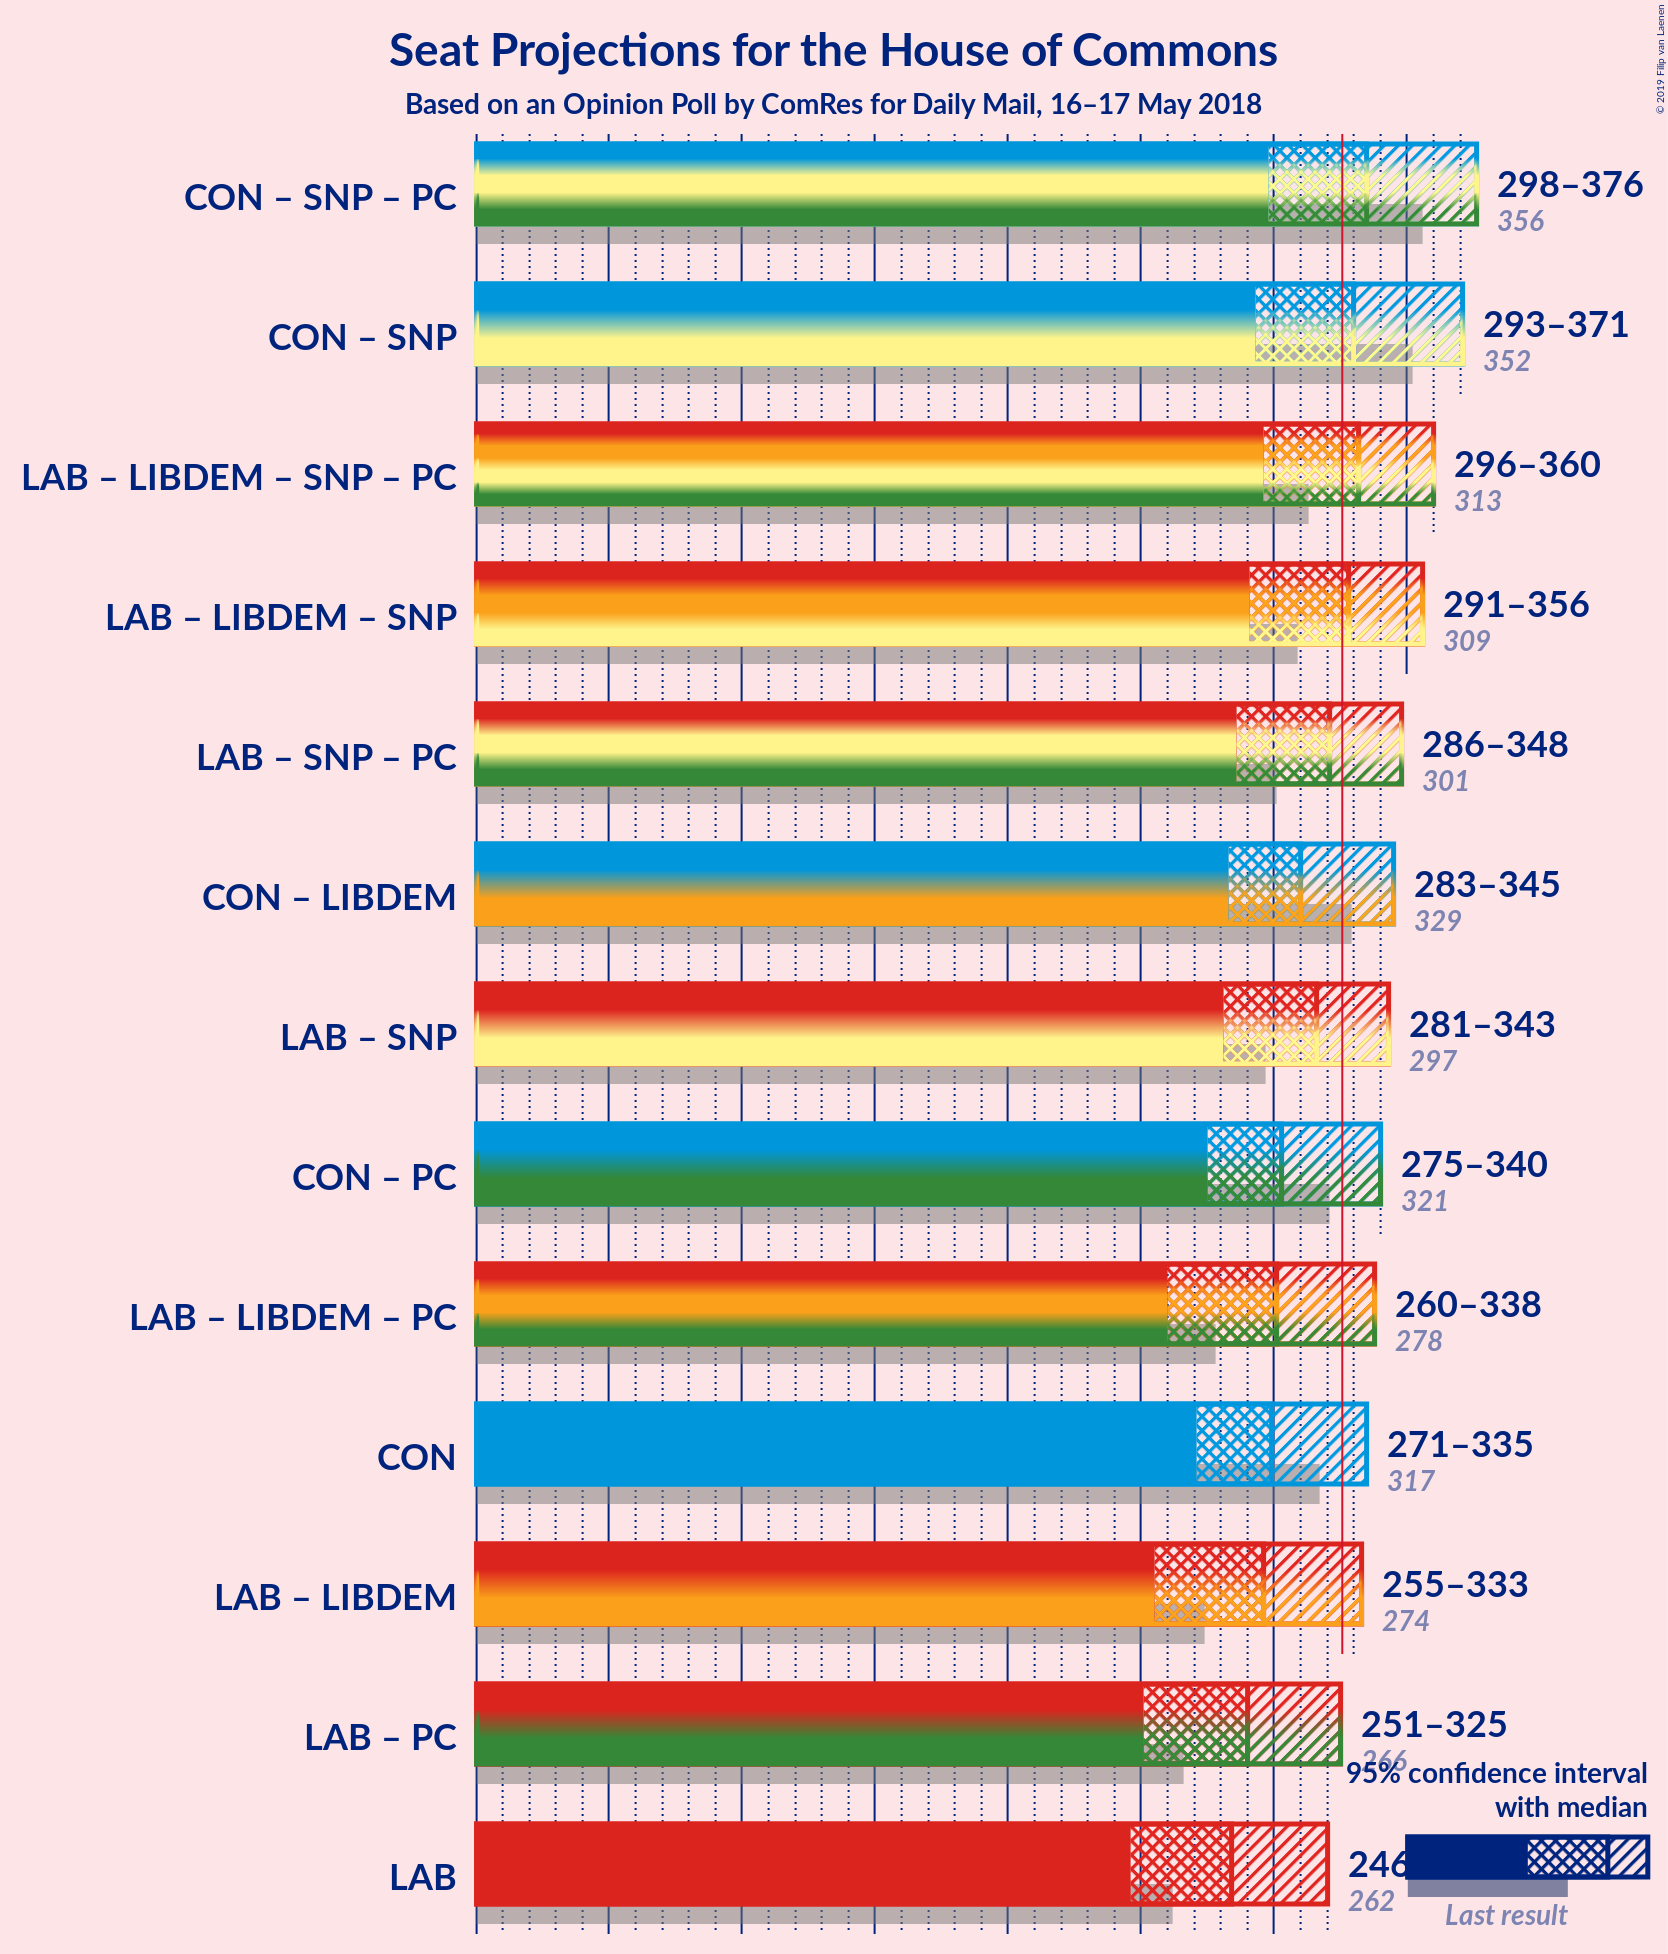 Seat Projections for the House of Commons
Based on an Opinion Poll by ComRes for Daily Mail, 16–17 May 2018
© 2019 Filip van Laenen
CON – SNP – PC
298–376
356
CON – SNP
293–371
352
LAB – LIBDEM – SNP – PC
296–360
313
LAB – LIBDEM – SNP
291–356
309
LAB – SNP – PC
286–348
301
CON – LIBDEM
283–345
329
LAB – SNP
281–343
297
CON – PC
275–340
321
LAB – LIBDEM – PC
260–338
278
CON
271–335
317
LAB – LIBDEM
255–333
274
LAB – PC
251–325
266
95% confidence interval
with median
LAB
246
262
Last result